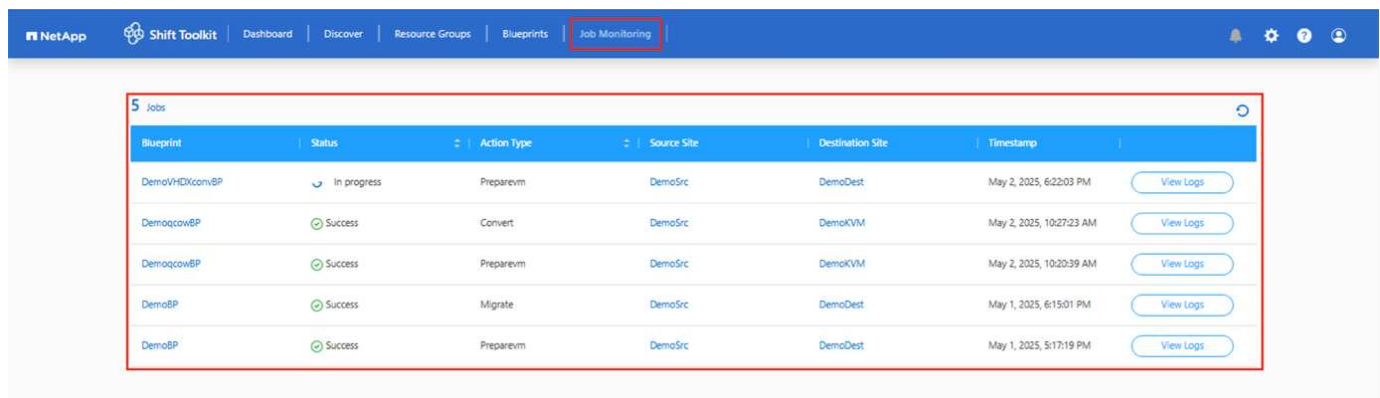 NetApp Shift Toolkit Dashboard Discover Resource Groups Blueprints Job Monitoring ?
5 Jobs
Blueprint Status Action Type Source Site Destination Site Timestamp
DemoVHDXconvBP In progress Preparevm DemoSrc DemoDest May 2, 2025, 6:22:03 PM View Logs
DemoqcowBP Success Convert DemoSrc DemoKVM May 2, 2025, 10:27:23 AM View Logs
DemoqcowBP Success Preparevm DemoSrc DemoKVM May 2, 2025, 10:20:39 AM View Logs
DemoBP Success Migrate DemoSrc DemoDest May 1, 2025, 6:15:01 PM View Logs
DemoBP Success Preparevm DemoSrc DemoDest May 1, 2025, 5:17:19 PM View Logs